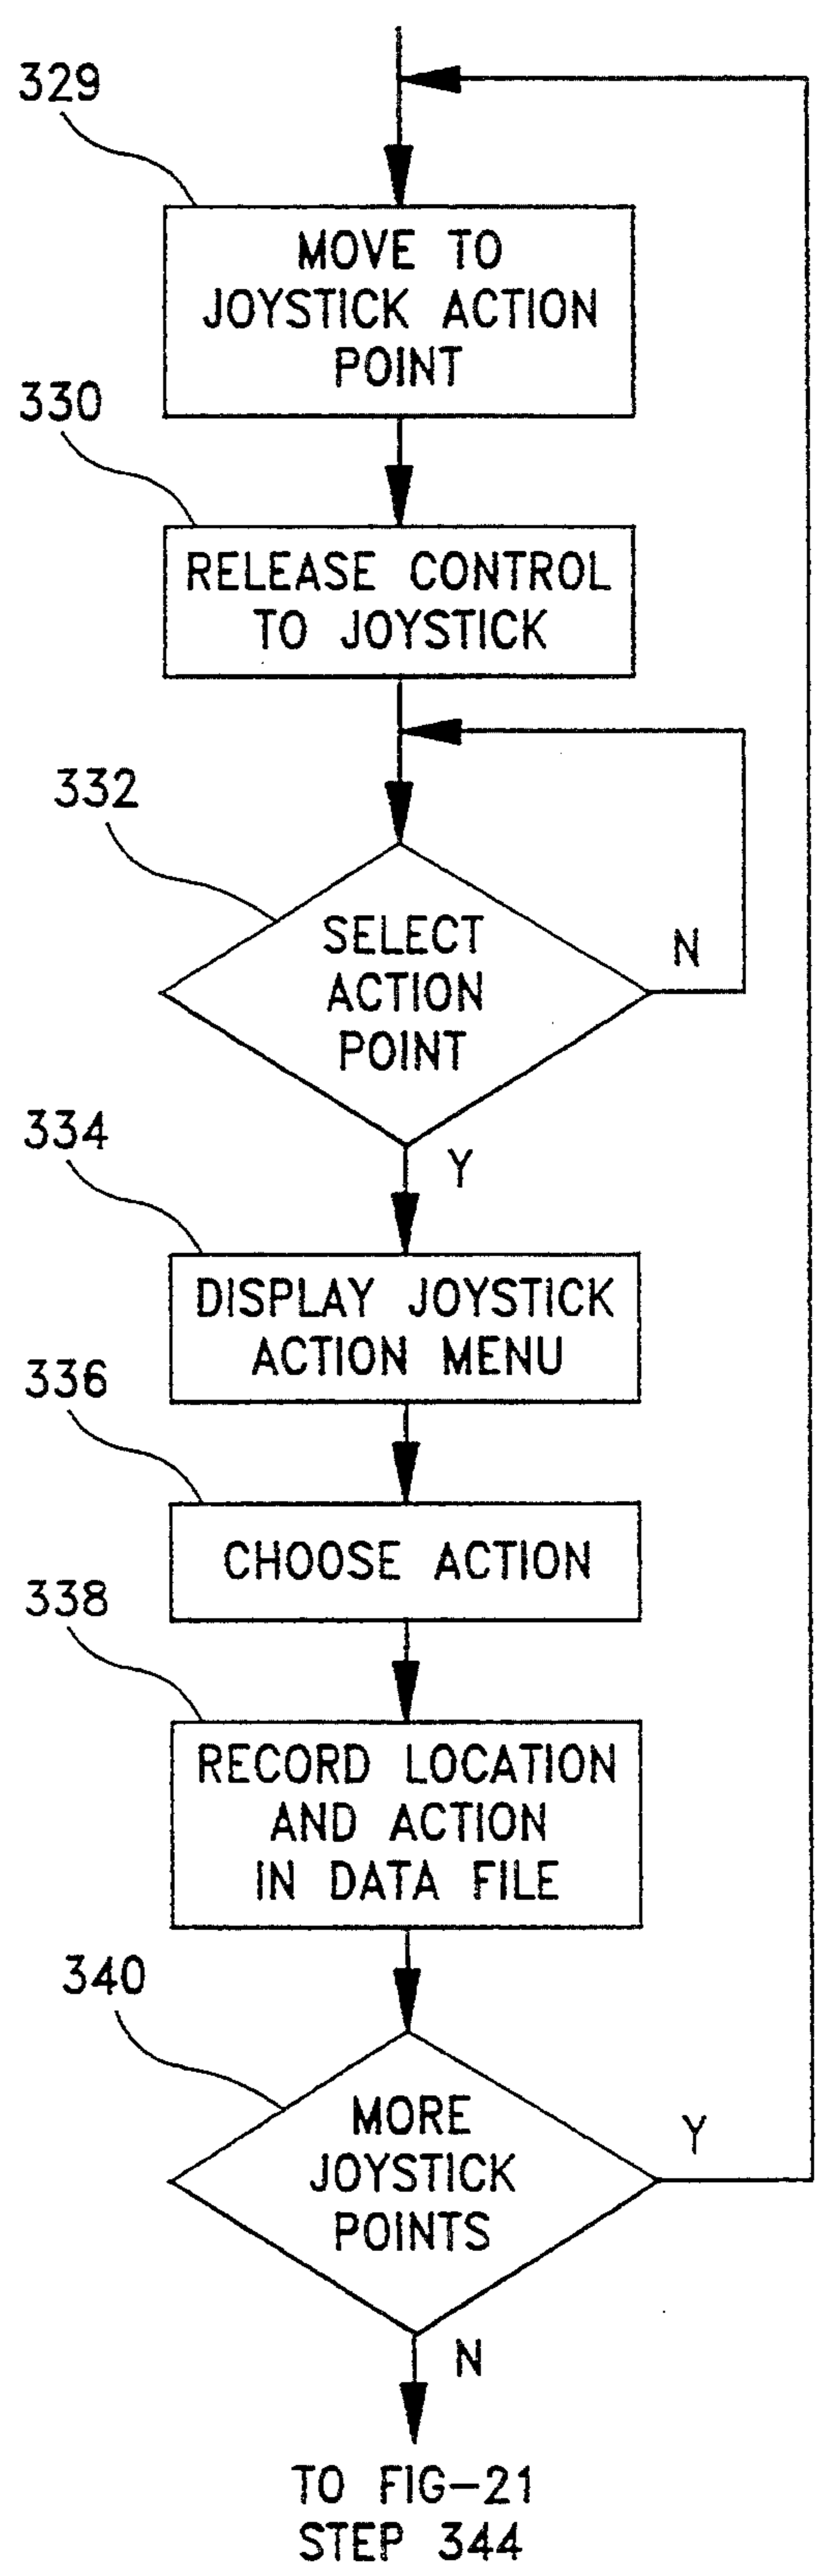 329
MOVE TO
JOYSTICK ACTION
POINT
330
RELEASE CONTROL
TO JOYSTICK
332
SELECT
ACTION
POINT
N
334
Y
DISPLAY JOYSTICK
ACTION MENU
336
CHOOSE ACTION
338
RECORD LOCATION
AND ACTION
IN DATA FILE
340
MORE
JOYSTICK
POINTS
Y
N
TO FIG-21
STEP 344